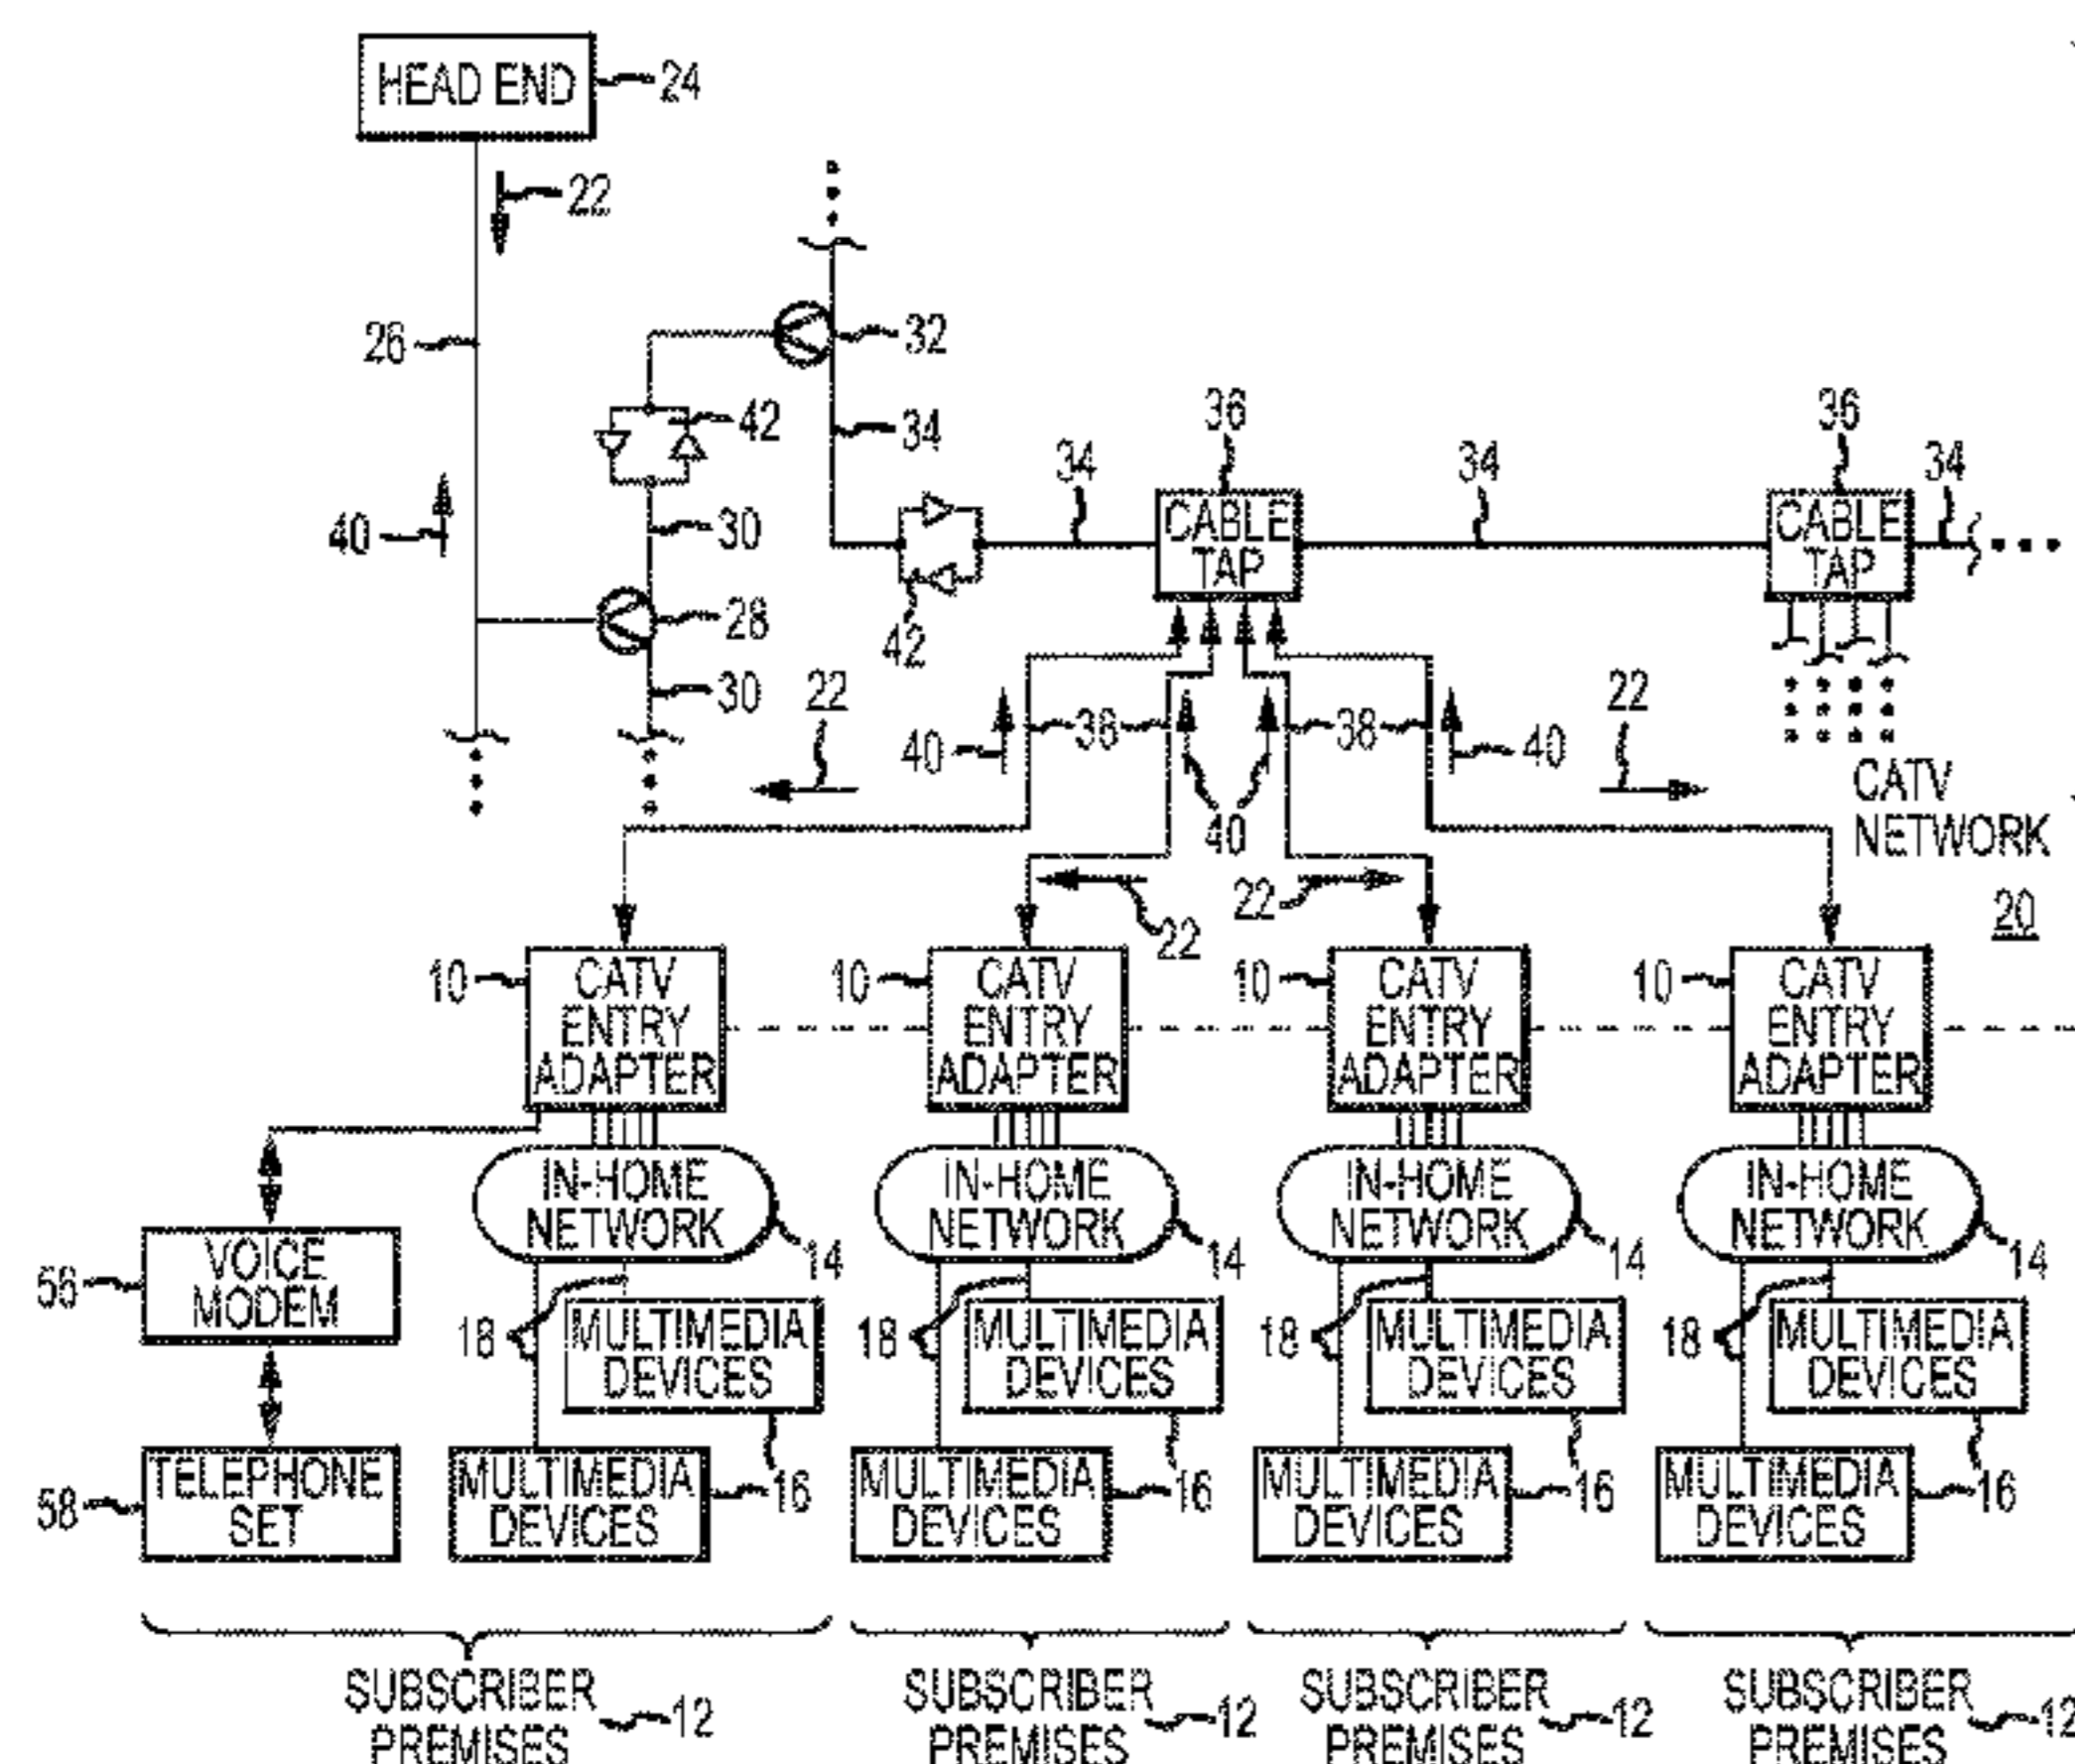 HEAD END
24
22
26
32
42
34
36
36
34
34
34
40
30
CABLE
TAP
CABLE
TAP
28
42
30
22
40
36
38
40
22
CATV
NETWORK
40
22
22
20
10
CATV
ENTRY
ADAPTER
10
CATV
ENTRY
ADAPTER
10
CATV
ENTRY
ADAPTER
10
CATV
ENTRY
ADAPTER
IN-HOME
NETWORK
14
IN-HOME
NETWORK
14
IN-HOME
NETWORK
14
IN-HOME
NETWORK
14
56
VOICE
MODEM
18
MULTIMEDIA
DEVICES
18
MULTIMEDIA
DEVICES
18
MULTIMEDIA
DEVICES
18
MULTIMEDIA
DEVICES
58
TELEPHONE
SET
MULTIMEDIA
DEVICES
16
MULTIMEDIA
DEVICES
16
MULTIMEDIA
DEVICES
16
MULTIMEDIA
DEVICES
16
SUBSCRIBER
PREMISES
12
SUBSCRIBER
PREMISES
12
SUBSCRIBER
PREMISES
12
SUBSCRIBER
PREMISES
12